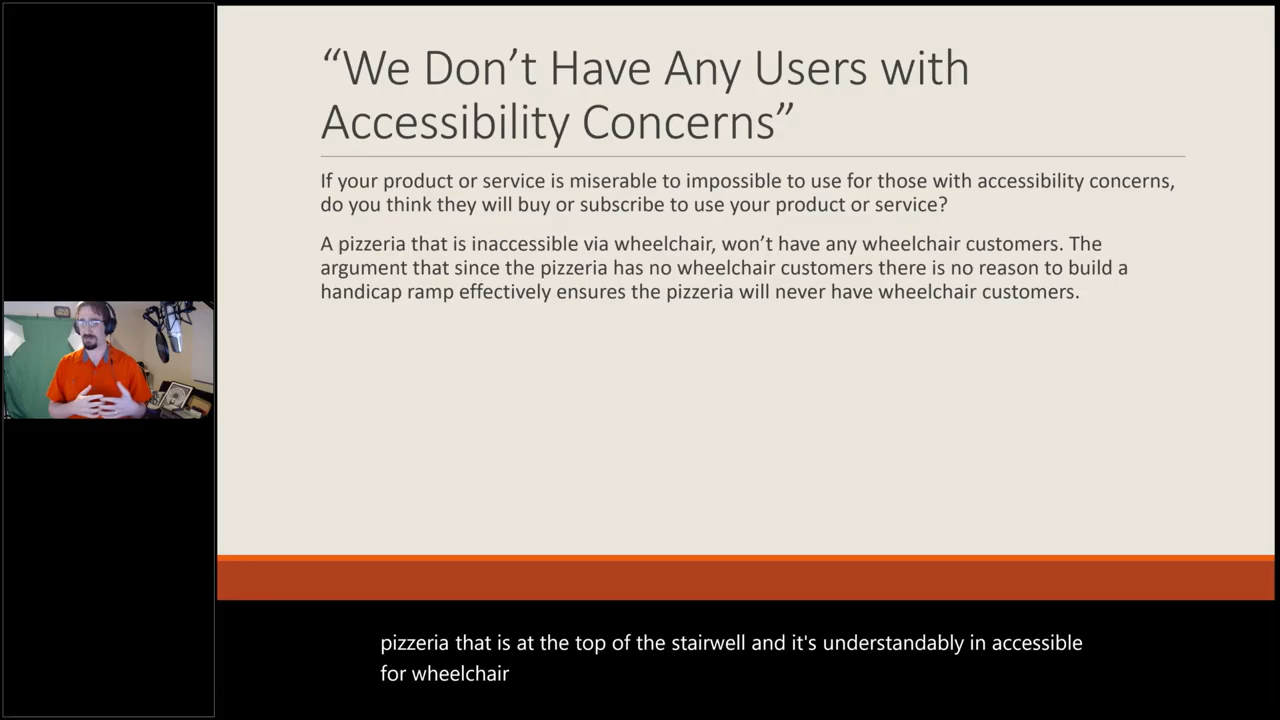 “We Don’t Have Any Users with
Accessibility Concerns”
If your product or service is miserable to impossible to use for those with accessibility concerns,
do you think they will buy or subscribe to use your product or service?
A pizzeria that is inaccessible via wheelchair, won’t have any wheelchair customers. The
argument that since the pizzeria has no wheelchair customers there is no reason to build a
handicap ramp effectively ensures the pizzeria will never have wheelchair customers.
pizzeria that is at the top of the stairwell and it's understandably in accessible
for wheelchair